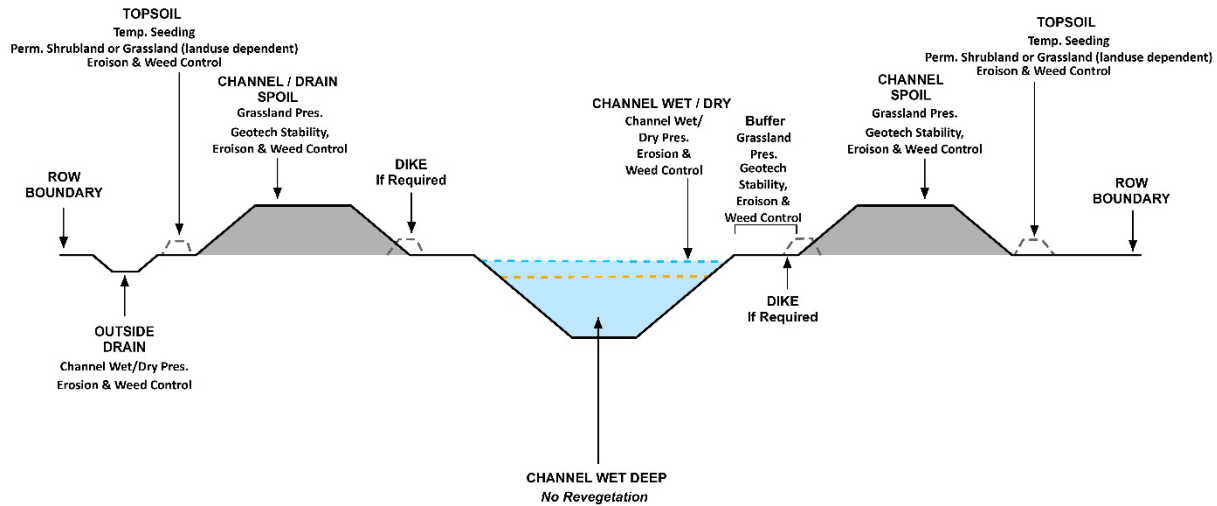 TOPSOIL
Temp. Seeding
Perm. Shrubland or Grassland (landuse dependent)
Eroison & Weed Control
CHANNEL / DRAIN
SPOIL
Grassland Pres.
Geotech Stability,
Eroison & Weed Control
DIKE
If Required
ROW
BOUNDARY
OUTSIDE
DRAIN
Channel Wet/Dry Pres.
Erosion & Weed Control
CHANNEL WET / DRY
Channel Wet/
Dry Pres.
Erosion &
Weed Control
Buffer
Grassland
Pres.
Geotech
Stability,
Eroison &
Weed Control
CHANNEL
SPOIL
Grassland Pres.
Geotech Stability,
Eroison & Weed Control
TOPSOIL
Temp. Seeding
Perm. Shrubland or Grassland (landuse dependent)
Eroison & Weed Control
ROW
BOUNDARY
DIKE
If Required
CHANNEL WET DEEP
No Revegetation